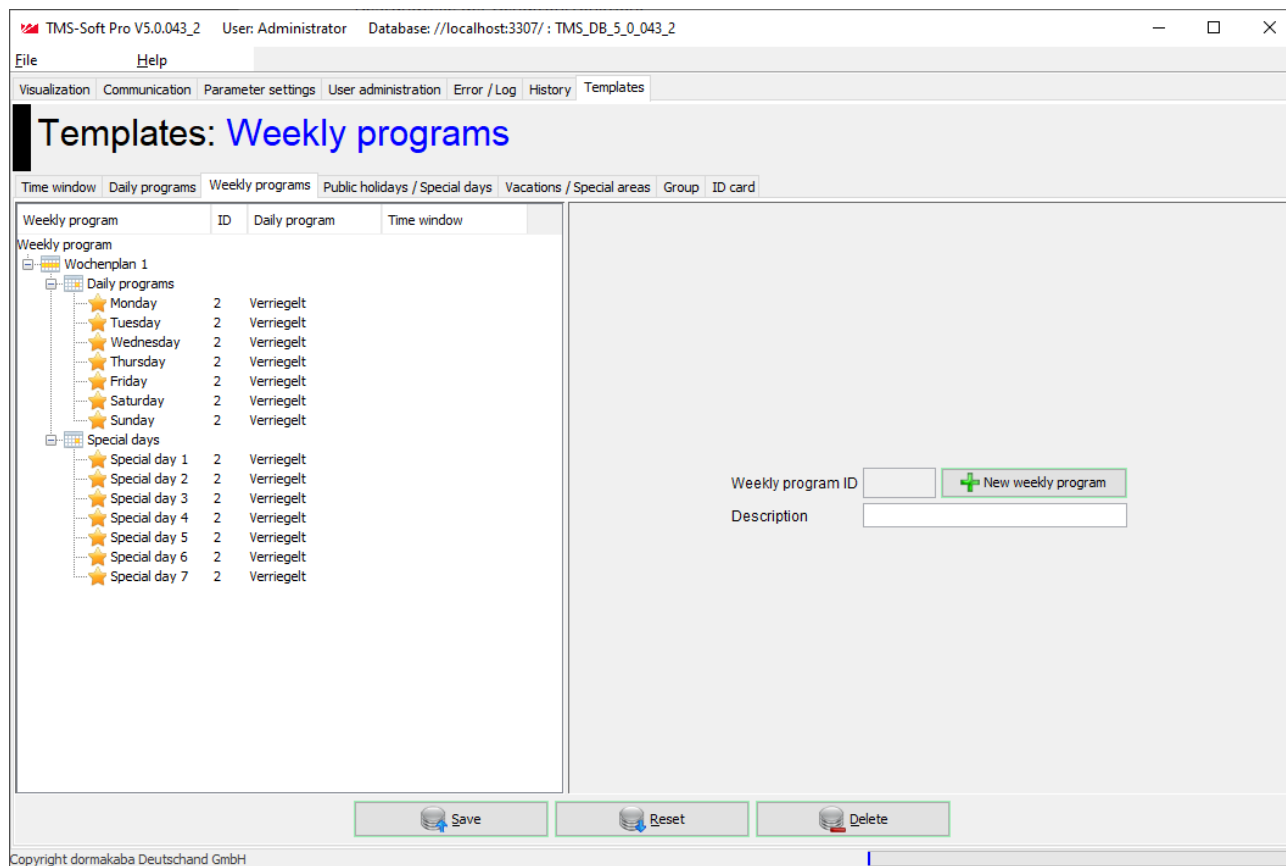 TMS-Soft Pro V5.0.043_2 User: Administrator Database: //localhost:3307/ : TMS_DB_5_0_043_2
File Help
Visualization Communication Parameter settings User administration Error / Log History Templates
Templates: Weekly programs
Time window Daily programs Weekly programs Public holidays / Special days Vacations / Special areas Group ID card
Weekly program ID Daily program Time window
Weekly program
Wochenplan 1
Daily programs
Monday 2 Verriegelt
Tuesday 2 Verriegelt
Wednesday 2 Verriegelt
Thursday 2 Verriegelt
Friday 2 Verriegelt
Saturday 2 Verriegelt
Sunday 2 Verriegelt
Special days
Special day 1 2 Verriegelt
Special day 2 2 Verriegelt
Special day 3 2 Verriegelt
Special day 4 2 Verriegelt
Special day 5 2 Verriegelt
Special day 6 2 Verriegelt
Special day 7 2 Verriegelt
Weekly program ID New weekly program
Description
Save Reset Delete
Copyright dormakaba Deutschand GmbH